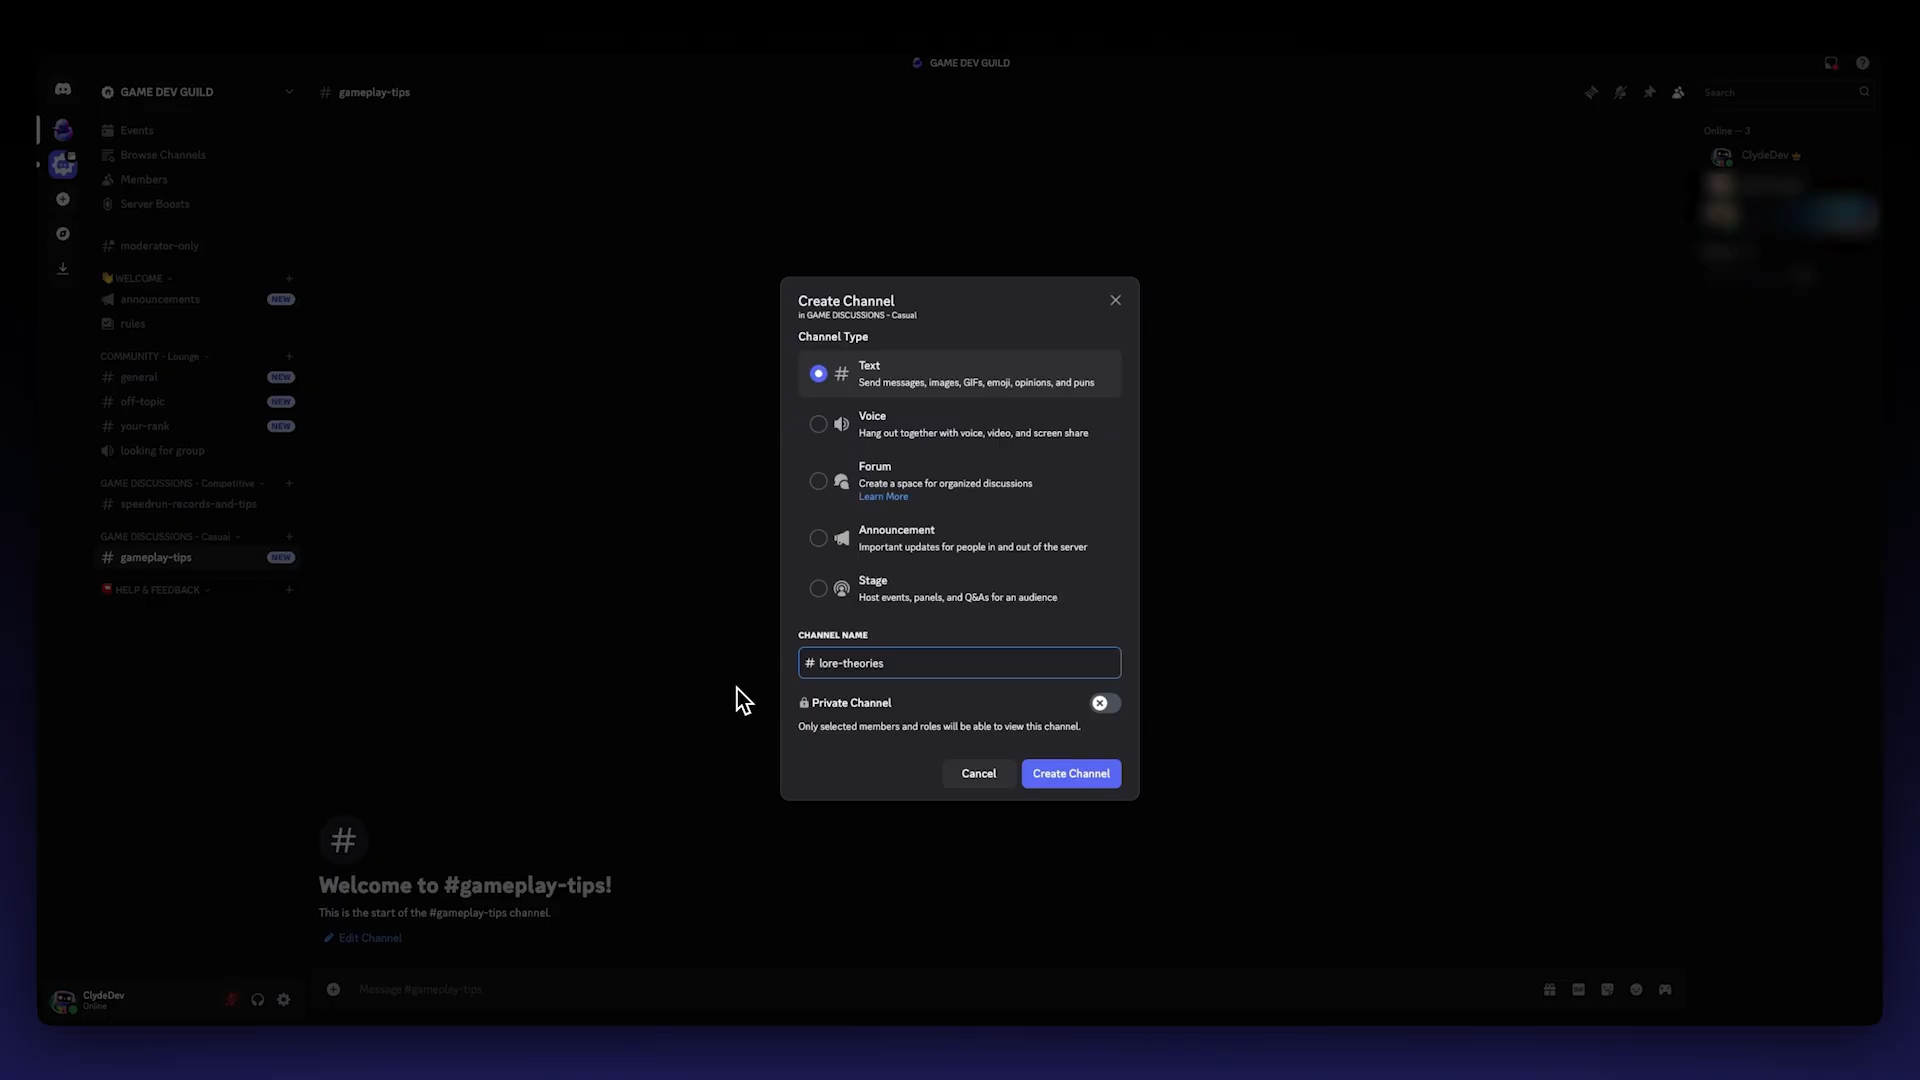 GAME DEV GUILD
GAME DEV GUILD
# gameplay-tips
Search
Events
Browse Channels
Members
Server Boosts
moderator-only
WELCOME
announcements
NEW
rules
COMMUNITY - Lounge
# general
NEW
# off-topic
NEW
# your-rank
NEW
looking for group
GAME DISCUSSIONS - Competitive
# speedrun-records-and-tips
GAME DISCUSSIONS - Casual
# gameplay-tips
NEW
HELP & FEEDBACK
Online — 3
ClydeDev
Create Channel
in GAME DISCUSSIONS - Casual
Channel Type
Text
Send messages, images, GIFs, emoji, opinions, and puns
Voice
Hang out together with voice, video, and screen share
Forum
Create a space for organized discussions
Learn More
Announcement
Important updates for people in and out of the server
Stage
Host events, panels, and Q&As for an audience
CHANNEL NAME
# lore-theories
Private Channel
Only selected members and roles will be able to view this channel.
Cancel
Create Channel
Welcome to #gameplay-tips!
This is the start of the #gameplay-tips channel.
Edit Channel
ClydeDev
Online
Message #gameplay-tips